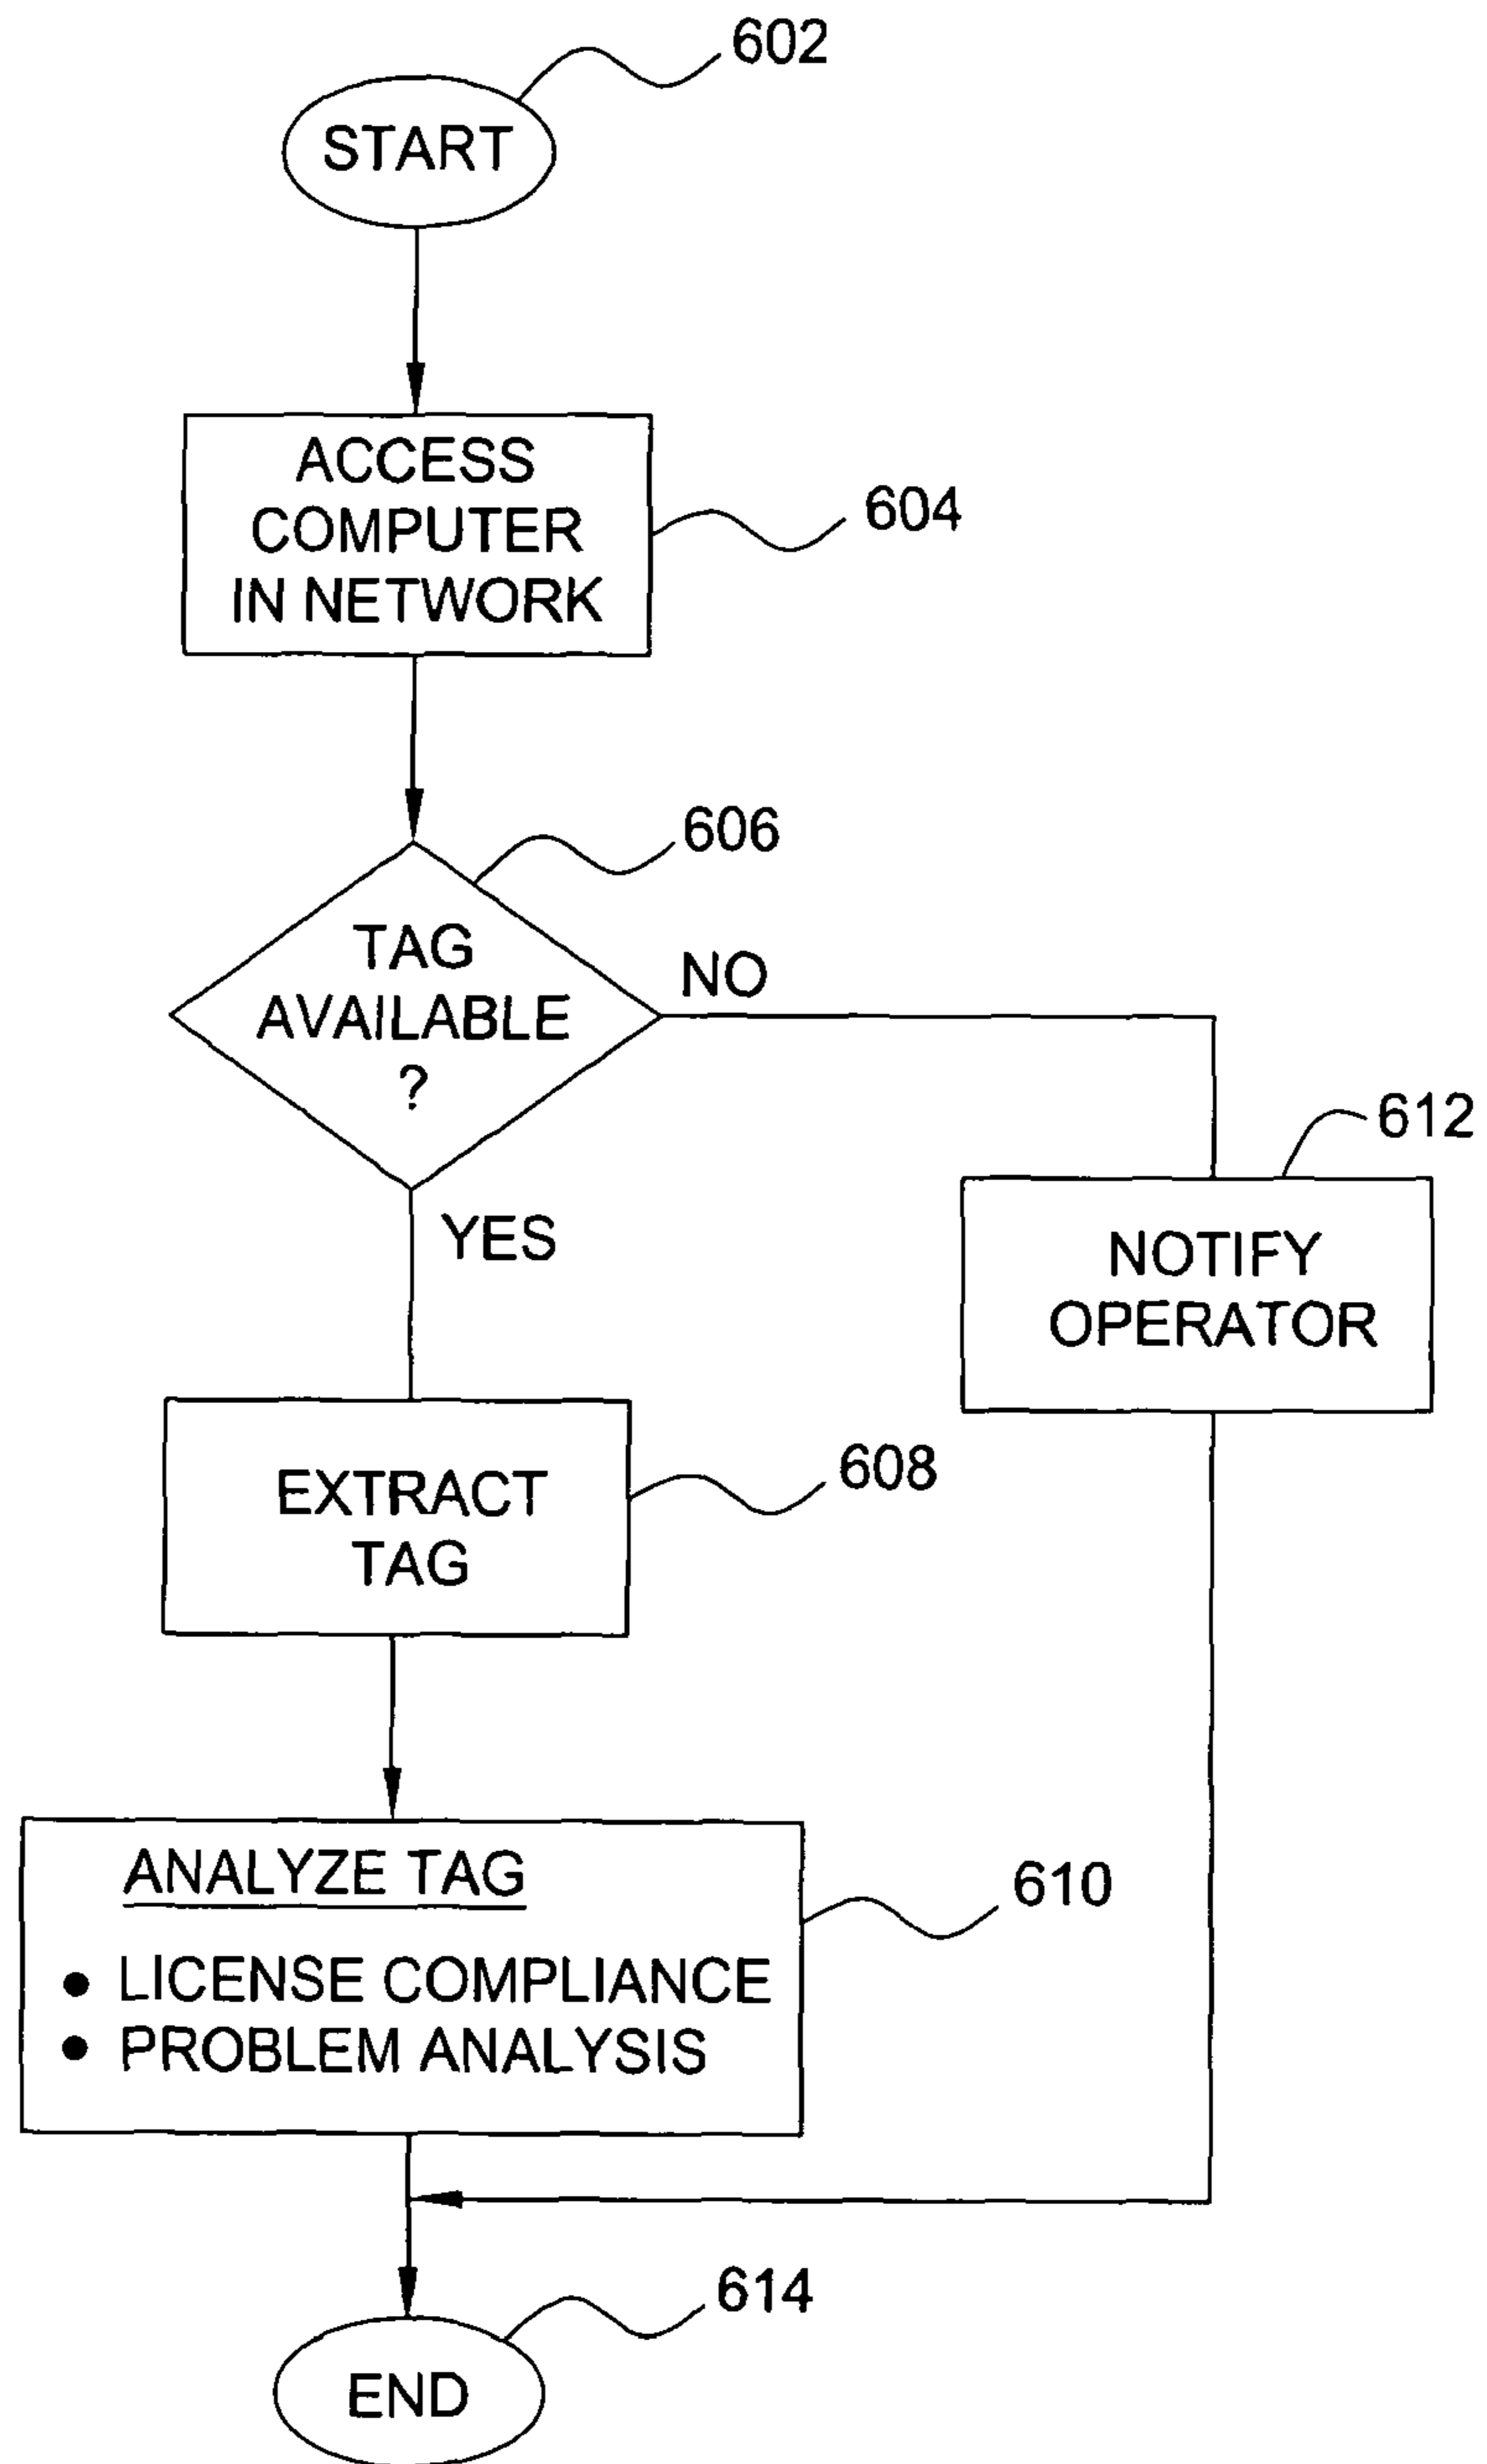 602
START
ACCESS
COMPUTER
IN NETWORK
604
606
TAG
AVAILABLE
?
NO
YES
612
NOTIFY
OPERATOR
EXTRACT
TAG
608
ANALYZE TAG
• LICENSE COMPLIANCE
• PROBLEM ANALYSIS
610
614
END